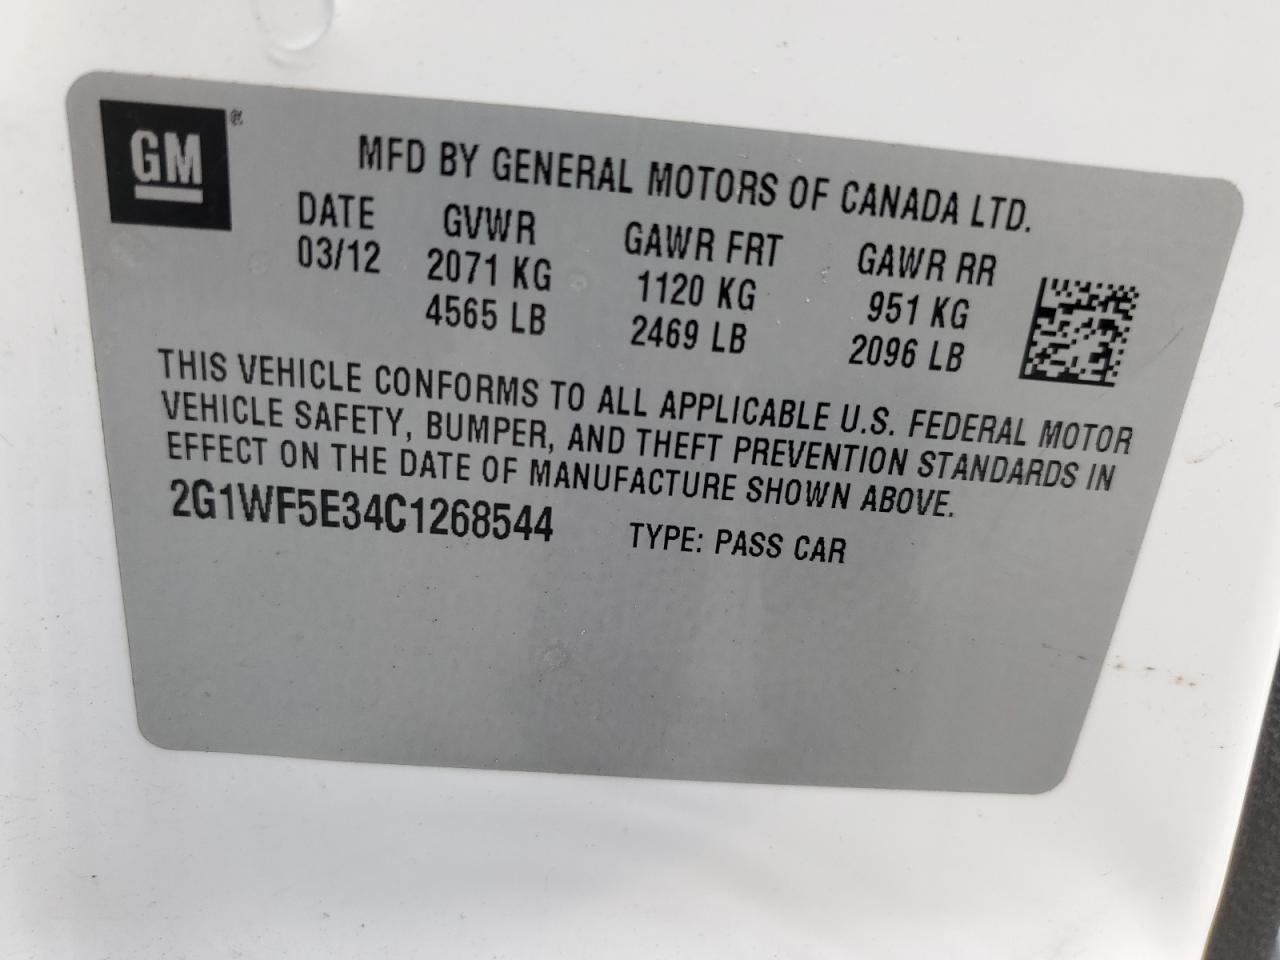 GM®
MFD BY GENERAL MOTORS OF CANADA LTD.
DATE GVWR GAWR FRT GAWR RR
03/12 2071 KG 1120 KG 951 KG
4565 LB 2469 LB 2096 LB
THIS VEHICLE CONFORMS TO ALL APPLICABLE U.S. FEDERAL MOTOR
VEHICLE SAFETY, BUMPER, AND THEFT PREVENTION STANDARDS IN
EFFECT ON THE DATE OF MANUFACTURE SHOWN ABOVE.
2G1WF5E34C1268544 TYPE: PASS CAR